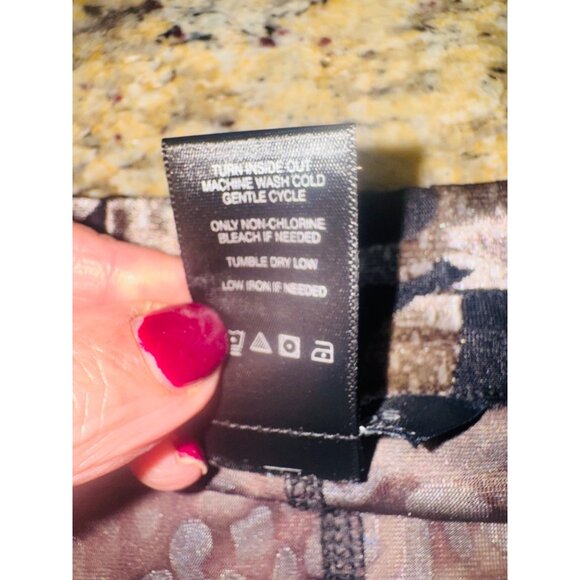 TURN INSIDE OUT
MACHINE WASH COLD
GENTLE CYCLE
ONLY NON-CHLORINE
BLEACH IF NEEDED
TUMBLE DRY LOW
LOW IRON IF NEEDED